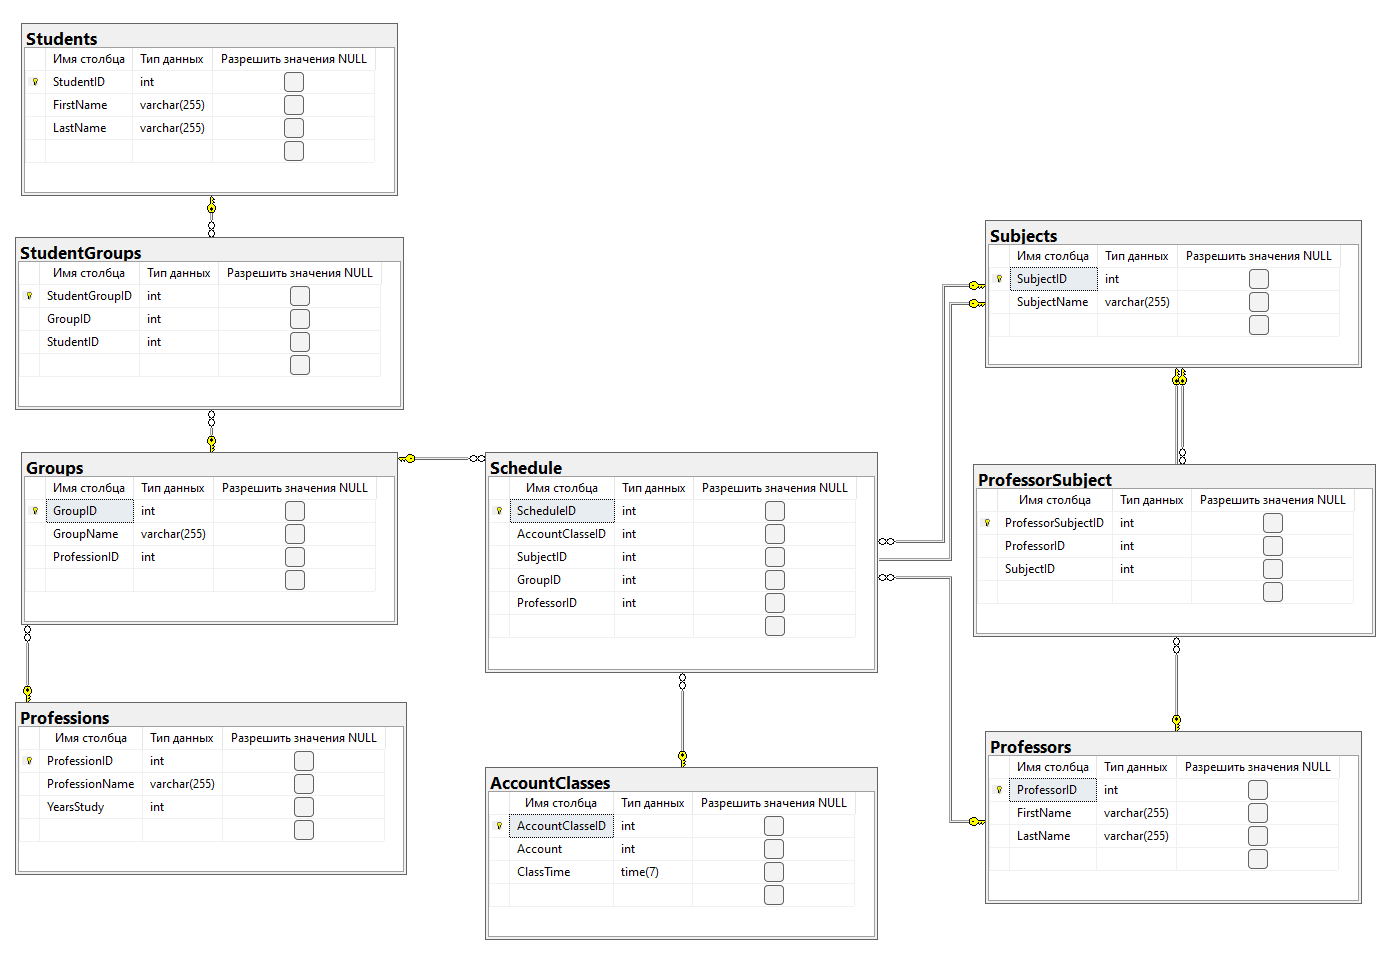 Students
Имя столбца Тип данных Разрешить значения NULL
StudentID int
FirstName varchar(255)
LastName varchar(255)
StudentGroups
Имя столбца Тип данных Разрешить значения NULL
StudentGroupID int
GroupID int
StudentID int
Groups
Имя столбца Тип данных Разрешить значения NULL
GroupID int
GroupName varchar(255)
ProfessionID int
Professions
Имя столбца Тип данных Разрешить значения NULL
ProfessionID int
ProfessionName varchar(255)
YearsStudy int
Schedule
Имя столбца Тип данных Разрешить значения NULL
ScheduleID int
AccountClasseID int
SubjectID int
GroupID int
ProfessorID int
AccountClasses
Имя столбца Тип данных Разрешить значения NULL
AccountClasseID int
Account int
ClassTime time(7)
Subjects
Имя столбца Тип данных Разрешить значения NULL
SubjectID int
SubjectName varchar(255)
ProfessorSubject
Имя столбца Тип данных Разрешить значения NULL
ProfessorSubjectID int
ProfessorID int
SubjectID int
Professors
Имя столбца Тип данных Разрешить значения NULL
ProfessorID int
FirstName varchar(255)
LastName varchar(255)